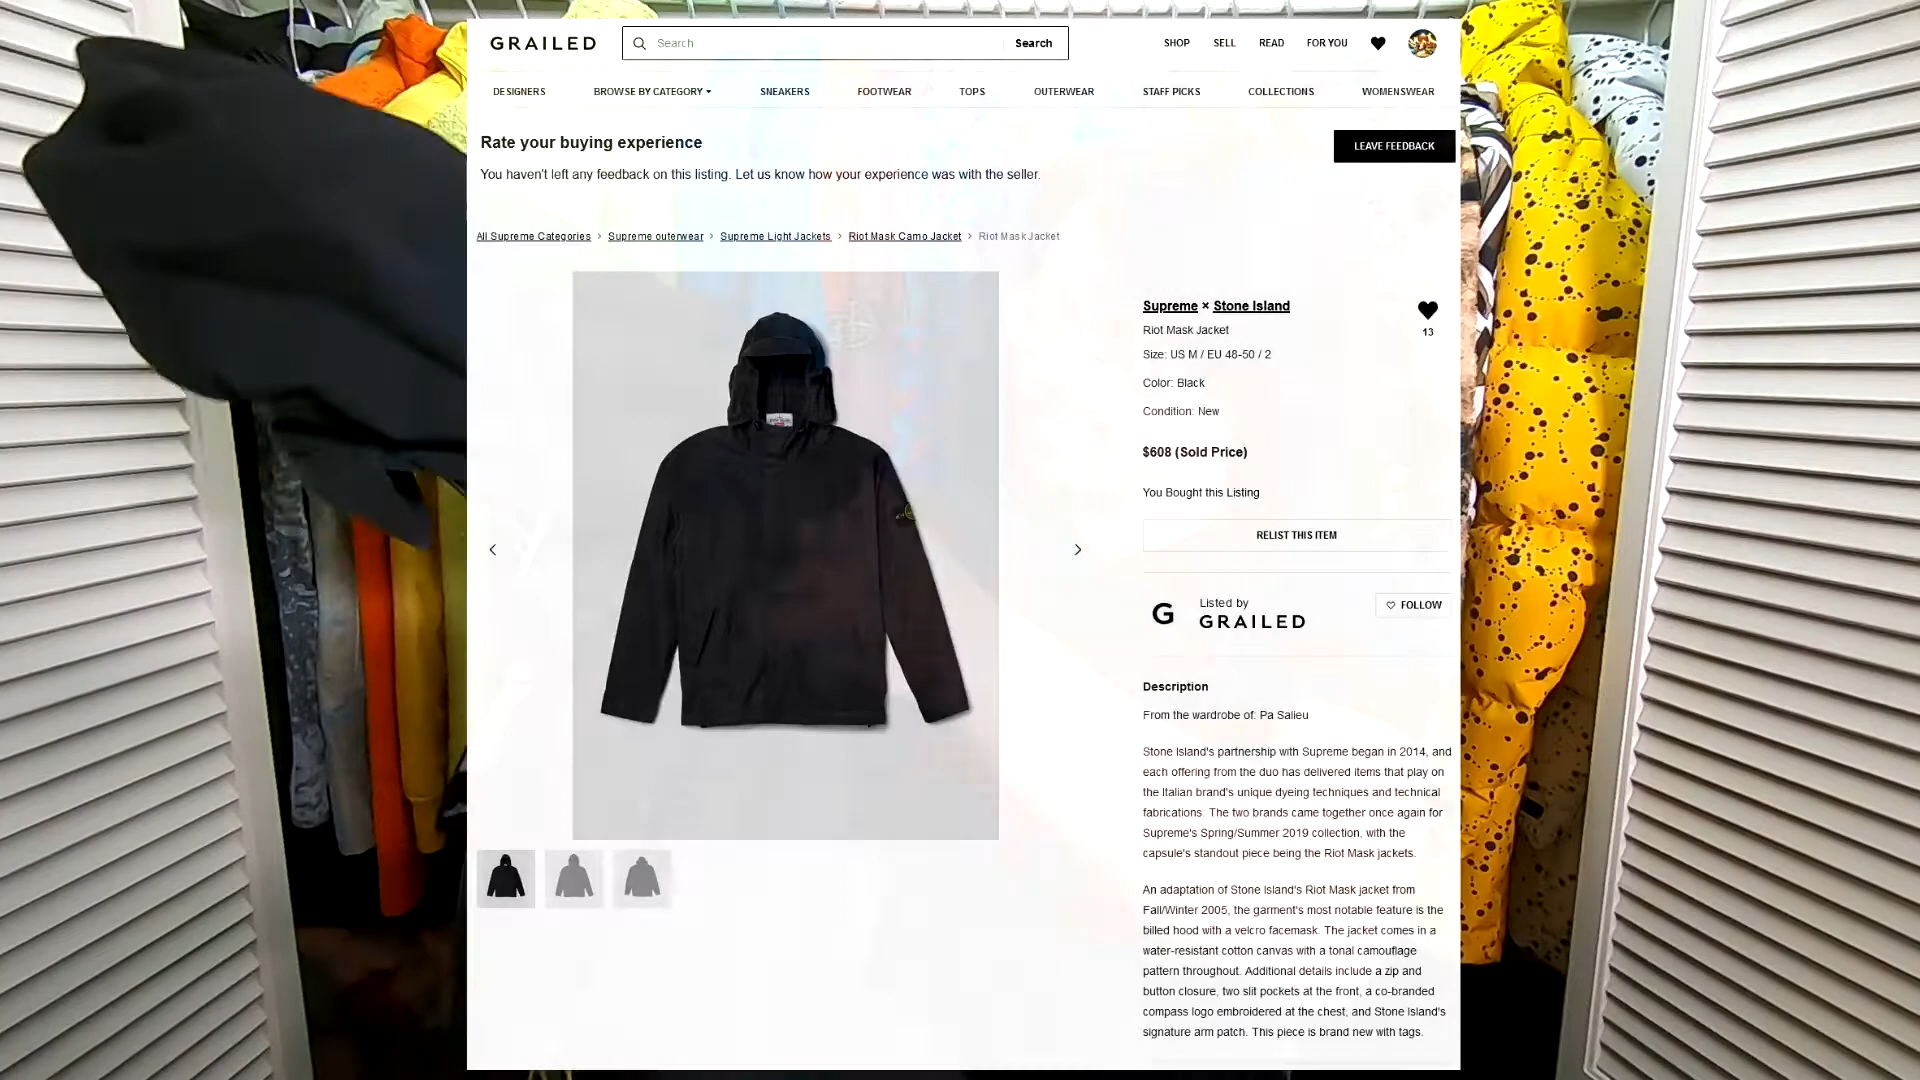 GRAILED
Search
Search
SHOP SELL READ FOR YOU
DESIGNERS BROWSE BY CATEGORY SNEAKERS FOOTWEAR TOPS OUTERWEAR STAFF PICKS COLLECTIONS WOMENSWEAR
Rate your buying experience
LEAVE FEEDBACK
You haven't left any feedback on this listing. Let us know how your experience was with the seller.
All Supreme Categories > Supreme outerwear > Supreme Light Jackets > Riot Mask Camo Jacket > Riot Mask Jacket
Supreme × Stone Island
13
Riot Mask Jacket
Size: US M / EU 48-50 / 2
Color: Black
Condition: New
$608 (Sold Price)
You Bought this Listing
RELIST THIS ITEM
G
Listed by
GRAILED
FOLLOW
Description
From the wardrobe of: Pa Salieu
Stone Island's partnership with Supreme began in 2014, and
each offering from the duo has delivered items that play on
the Italian brand's unique dyeing techniques and technical
fabrications. The two brands came together once again for
Supreme's Spring/Summer 2019 collection, with the
capsule's standout piece being the Riot Mask jackets.
An adaptation of Stone Island's Riot Mask jacket from
Fall/Winter 2005, the garment's most notable feature is the
billed hood with a velcro facemask. The jacket comes in a
water-resistant cotton canvas with a tonal camouflage
pattern throughout. Additional details include a zip and
button closure, two slit pockets at the front, a co-branded
compass logo embroidered at the chest, and Stone Island's
signature arm patch. This piece is brand new with tags.